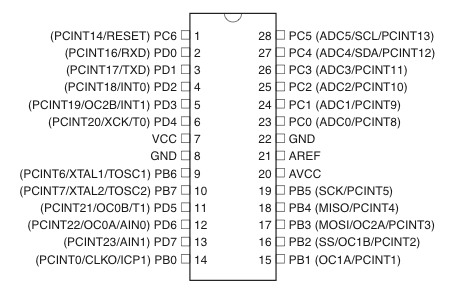 (PCINT14/RESET) PC6 1 28 PC5 (ADC5/SCL/PCINT13)
(PCINT16/RXD) PD0 2 27 PC4 (ADC4/SDA/PCINT12)
(PCINT17/TXD) PD1 3 26 PC3 (ADC3/PCINT11)
(PCINT18/INT0) PD2 4 25 PC2 (ADC2/PCINT10)
(PCINT19/OC2B/INT1) PD3 5 24 PC1 (ADC1/PCINT9)
(PCINT20/XCK/T0) PD4 6 23 PC0 (ADC0/PCINT8)
VCC 7 22 GND
GND 8 21 AREF
(PCINT6/XTAL1/TOSC1) PB6 9 20 AVCC
(PCINT7/XTAL2/TOSC2) PB7 10 19 PB5 (SCK/PCINT5)
(PCINT21/OC0B/T1) PD5 11 18 PB4 (MISO/PCINT4)
(PCINT22/OC0A/AIN0) PD6 12 17 PB3 (MOSI/OC2A/PCINT3)
(PCINT23/AIN1) PD7 13 16 PB2 (SS/OC1B/PCINT2)
(PCINT0/CLKO/ICP1) PB0 14 15 PB1 (OC1A/PCINT1)